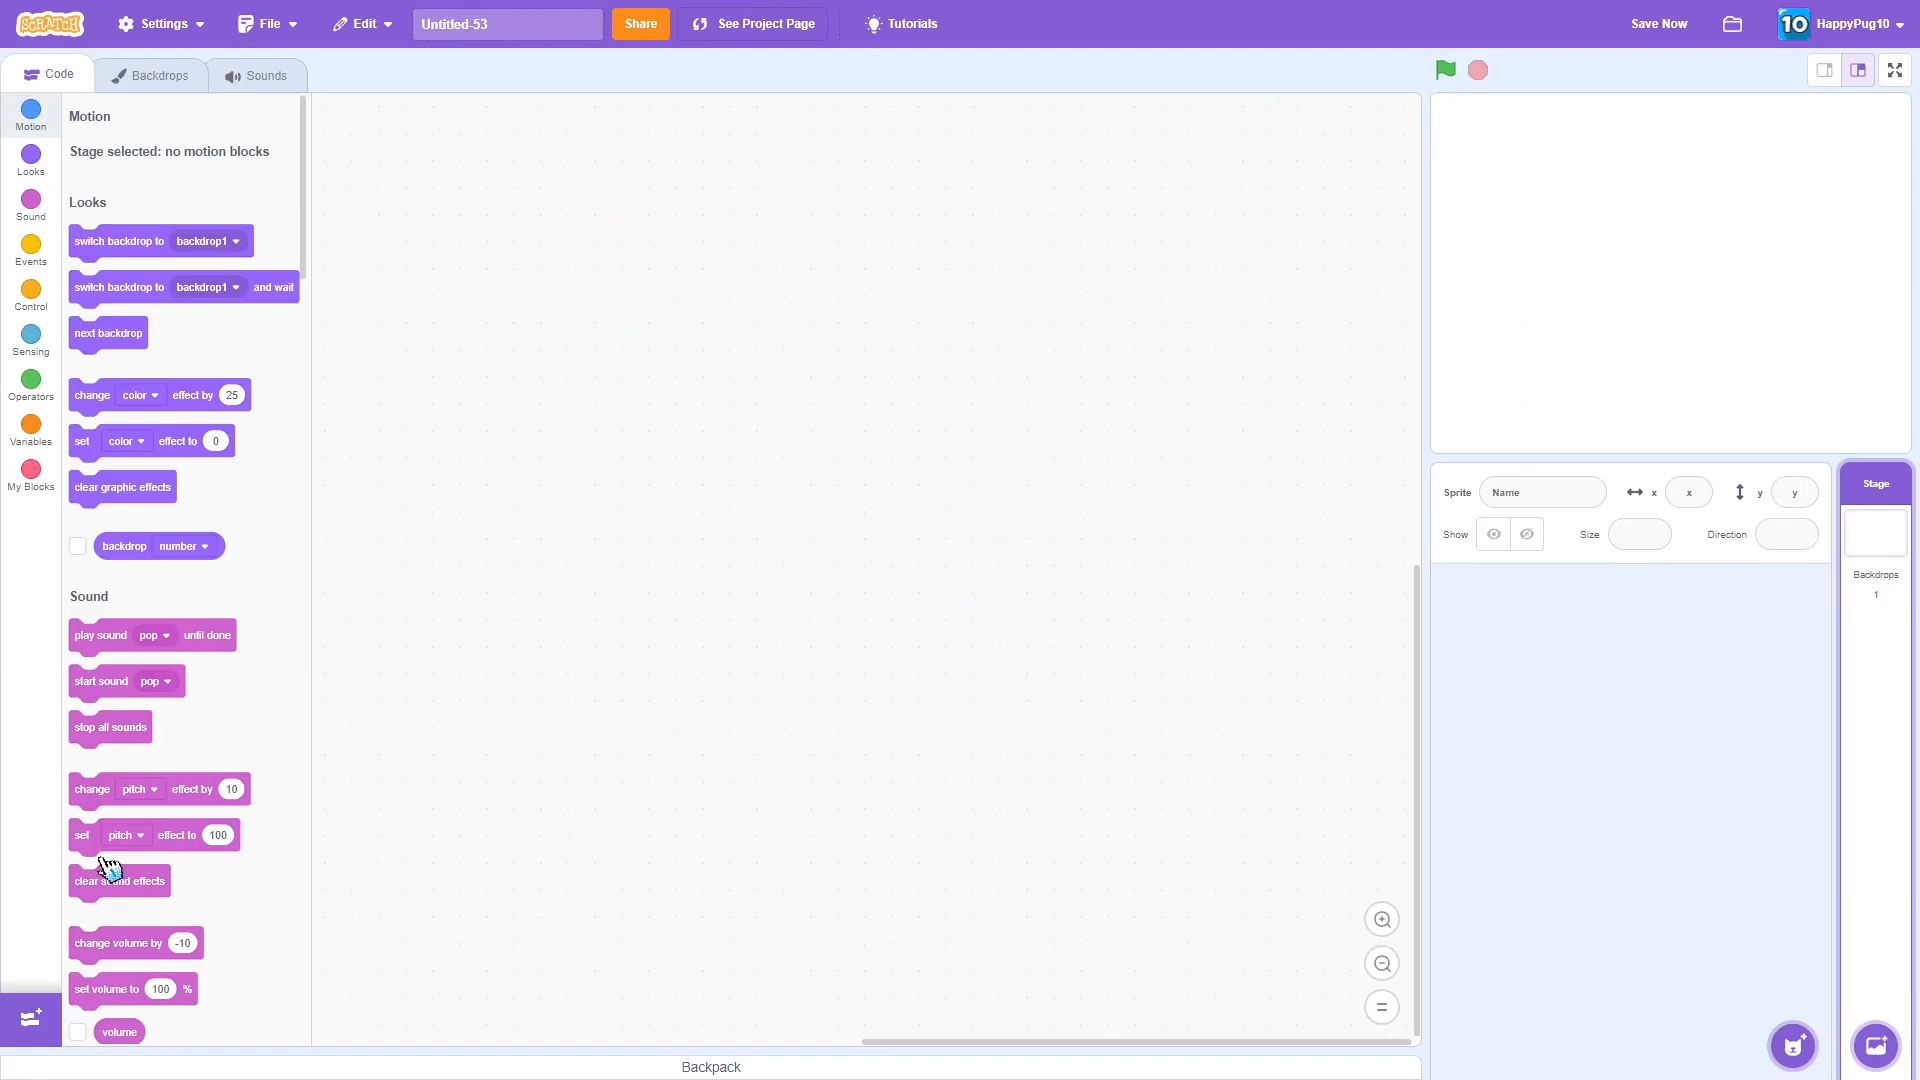 SCRATCH Settings File Edit Untitled-53 Share See Project Page Tutorials Save Now 10 HappyPug10
Code Backdrops Sounds
Motion
Looks
Sound
Events
Control
Sensing
Operators
Variables
My Blocks
Motion
Stage selected: no motion blocks
Looks
switch backdrop to backdrop1
switch backdrop to backdrop1 and wait
next backdrop
change color effect by 25
set color effect to 0
clear graphic effects
backdrop number
Sound
play sound pop until done
start sound pop
stop all sounds
change pitch effect by 10
set pitch effect to 100
clear sound effects
change volume by -10
set volume to 100 %
volume
Backpack
Sprite Name x x y y
Show Size Direction
Stage
Backdrops
1